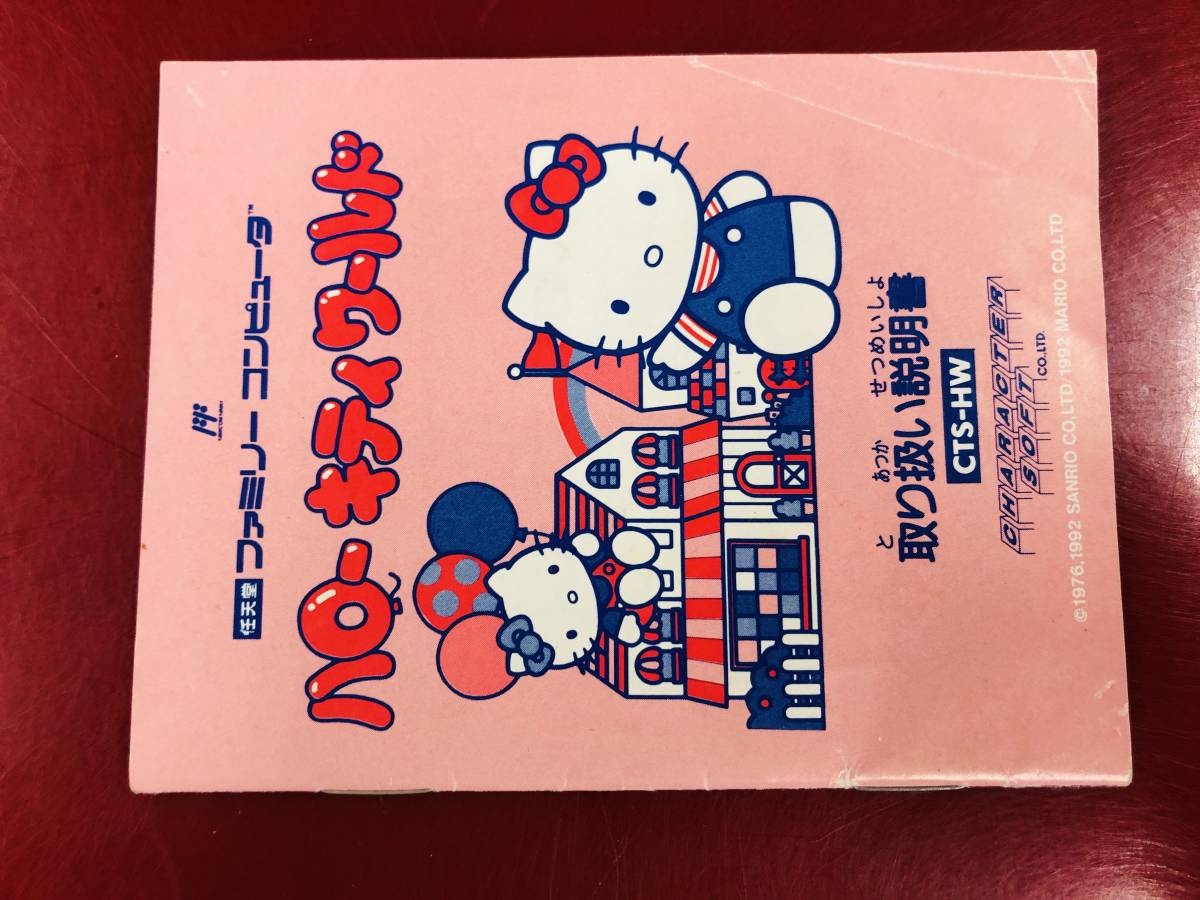 任天堂 ファミリー コンピュータ™
FAMICOM FAMILY
ハローキティワールド
と あつか せつめいしよ
取り扱い説明書
CTS-HW
CHARACTER
SOFT CO.,LTD.
©1976,1992 SANRIO CO.,LTD 1992 MARIO CO.,LTD